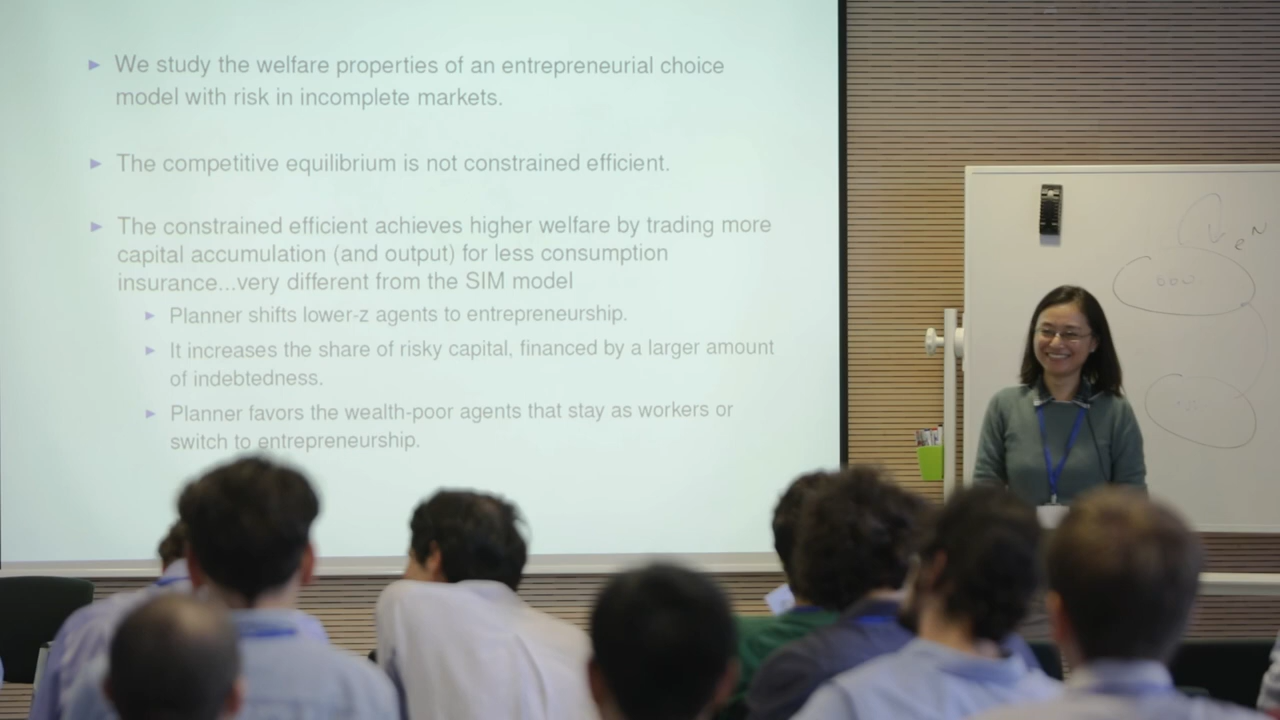 We study the welfare properties of an entrepreneurial choice
model with risk in incomplete markets.
The competitive equilibrium is not constrained efficient.
The constrained efficient achieves higher welfare by trading more
capital accumulation (and output) for less consumption
insurance...very different from the SIM model
Planner shifts lower-z agents to entrepreneurship.
It increases the share of risky capital, financed by a larger amount
of indebtedness.
Planner favors the wealth-poor agents that stay as workers or
switch to entrepreneurship.
e^N